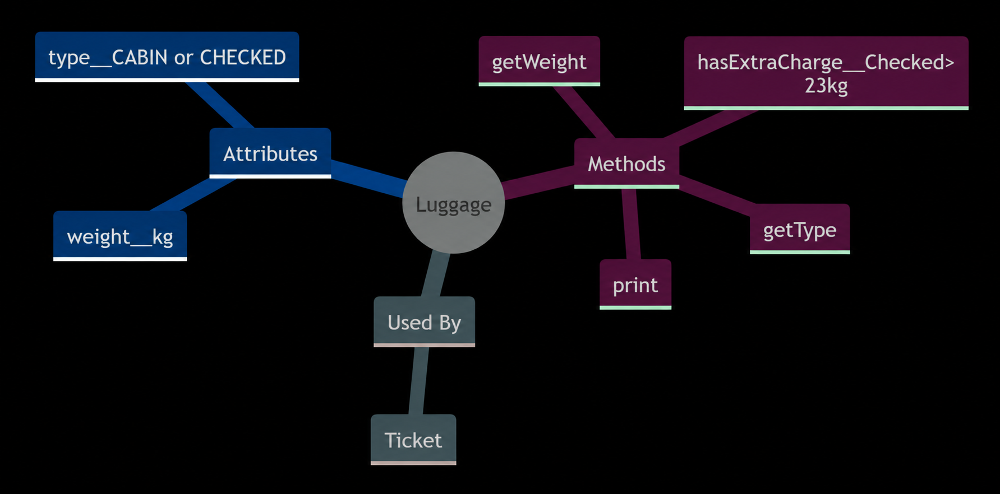 type__CABIN or CHECKED
getWeight
hasExtraCharge__Checked>
23kg
Attributes
Methods
Luggage
weight__kg
getType
print
Used By
Ticket